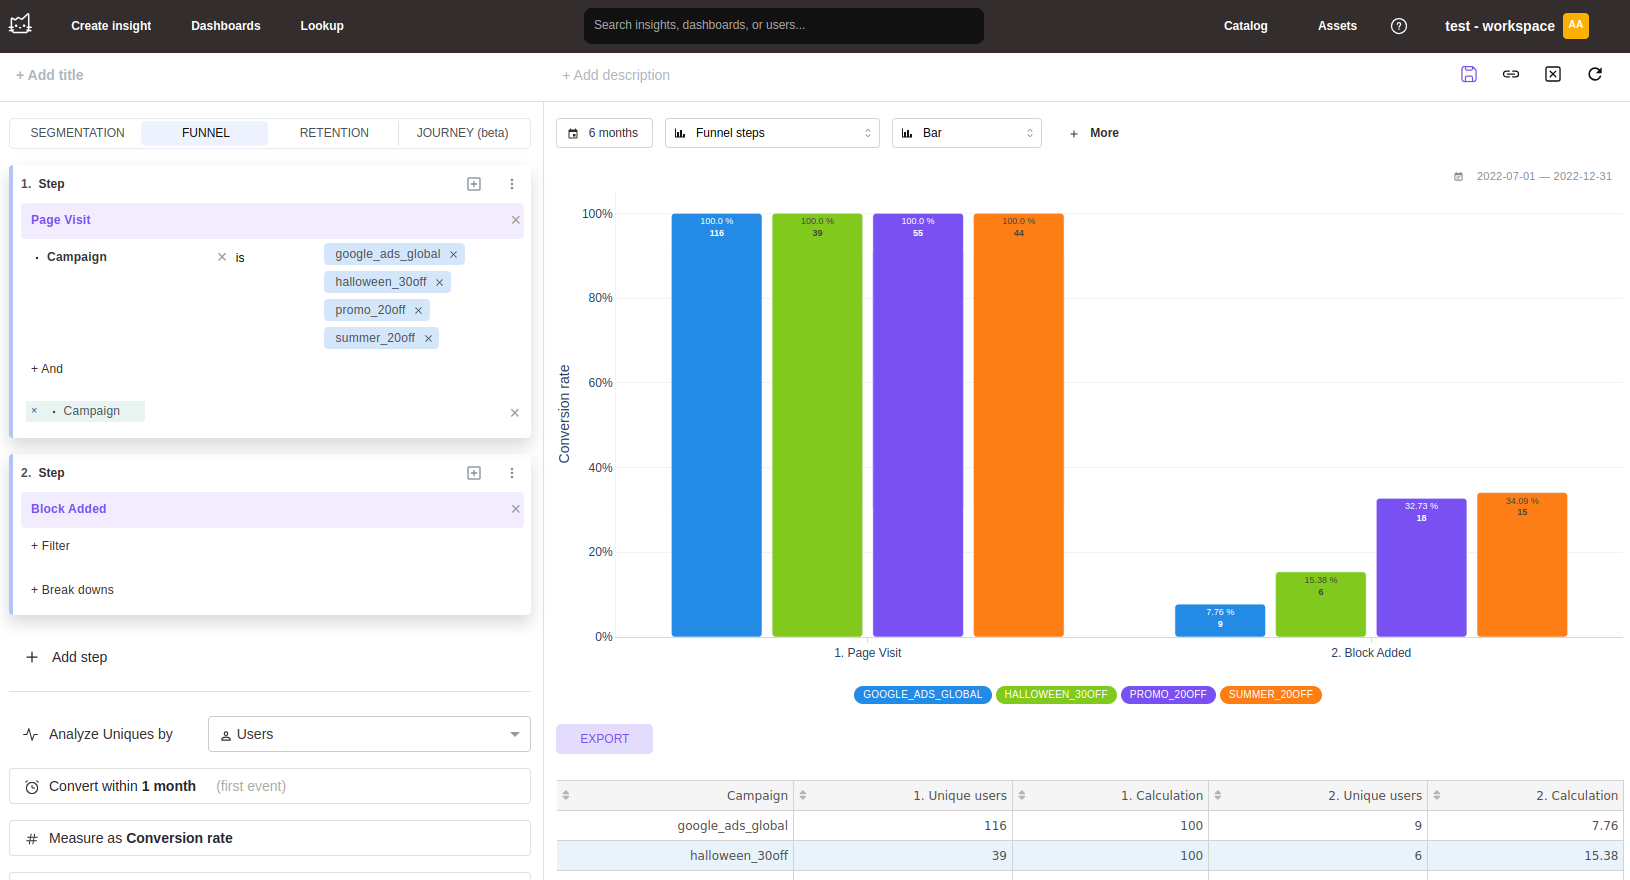 Create insight
Dashboards
Lookup
Search insights, dashboards, or users...
Catalog
Assets
test - workspace
AA
+ Add title
+ Add description
SEGMENTATION
FUNNEL
RETENTION
JOURNEY (beta)
1. Step
Page Visit
Campaign
is
google_ads_global
halloween_30off
promo_20off
summer_20off
+ And
Campaign
2. Step
Block Added
+ Filter
+ Break downs
Add step
Analyze Uniques by
Users
Convert within 1 month (first event)
Measure as Conversion rate
6 months
Funnel steps
Bar
+ More
2022-07-01 — 2022-12-31
Conversion rate
100%
80%
60%
40%
20%
0%
100.0 %
116
100.0 %
39
100.0 %
55
100.0 %
44
7.76 %
9
15.38 %
6
32.73 %
18
34.09 %
15
1. Page Visit
2. Block Added
GOOGLE_ADS_GLOBAL
HALLOWEEN_30OFF
PROMO_20OFF
SUMMER_20OFF
EXPORT
Campaign 1. Unique users 1. Calculation 2. Unique users 2. Calculation
google_ads_global 116 100 9 7.76
halloween_30off 39 100 6 15.38